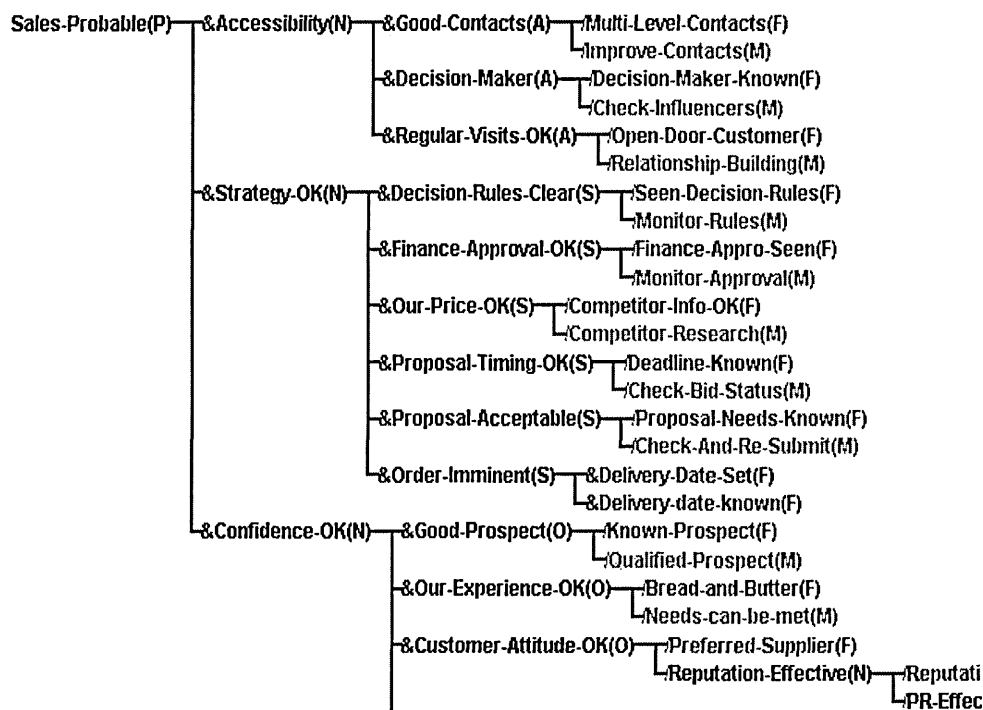 Sales-Probable(P) &Accessibility(N) &Good-Contacts(A) /Multi-Level-Contacts(F)
/Improve-Contacts(M)
&Decision-Maker(A) /Decision-Maker-Known(F)
/Check-Influencers(M)
&Regular-Visits-OK(A) /Open-Door-Customer(F)
/Relationship-Building(M)
&Strategy-OK(N) &Decision-Rules-Clear(S) /Seen-Decision-Rules(F)
/Monitor-Rules(M)
&Finance-Approval-OK(S) /Finance-Appro-Seen(F)
/Monitor-Approval(M)
&Our-Price-OK(S) /Competitor-Info-OK(F)
/Competitor-Research(M)
&Proposal-Timing-OK(S) /Deadline-Known(F)
/Check-Bid-Status(M)
&Proposal-Acceptable(S) /Proposal-Needs-Known(F)
/Check-And-Re-Submit(M)
&Order-Imminent(S) &Delivery-Date-Set(F)
&Delivery-date-known(F)
&Confidence-OK(N) &Good-Prospect(O) /Known-Prospect(F)
/Qualified-Prospect(M)
&Our-Experience-OK(O) /Bread-and-Butter(F)
/Needs-can-be-met(M)
&Customer-Attitude-OK(O) /Preferred-Supplier(F)
/Reputation-Effective(N) /Reputati
/PR-Effec